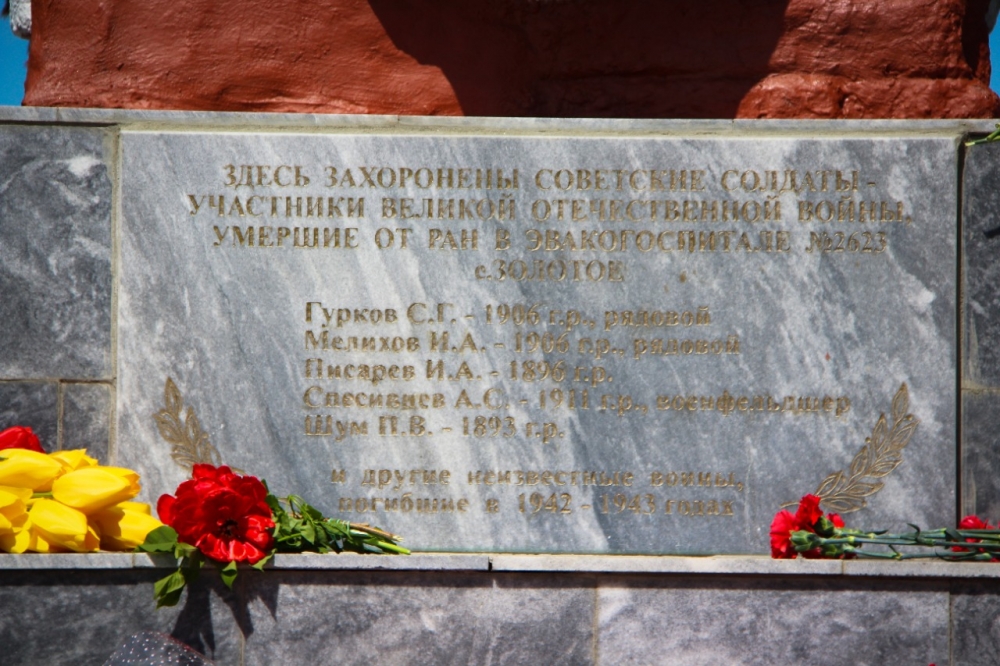 ЗДЕСЬ ЗАХОРОНЕНЫ СОВЕТСКИЕ СОЛДАТЫ -
УЧАСТНИКИ ВЕЛИКОЙ ОТЕЧЕСТВЕННОЙ ВОЙНЫ,
УМЕРШИЕ ОТ РАН В ЭВАКОГОСПИТАЛЕ №2623
с.ЗОЛОТОЕ
Гурков С.Г. - 1906 г.р., рядовой
Мелихов И.А. - 1906 г.р., рядовой
Писарев И.А. - 1896 г.р.
Спесивцев А.С. - 1911 г.р., военфельдшер
Шум П.В. - 1893 г.р.
и другие неизвестные воины,
погибшие в 1942 - 1943 годах